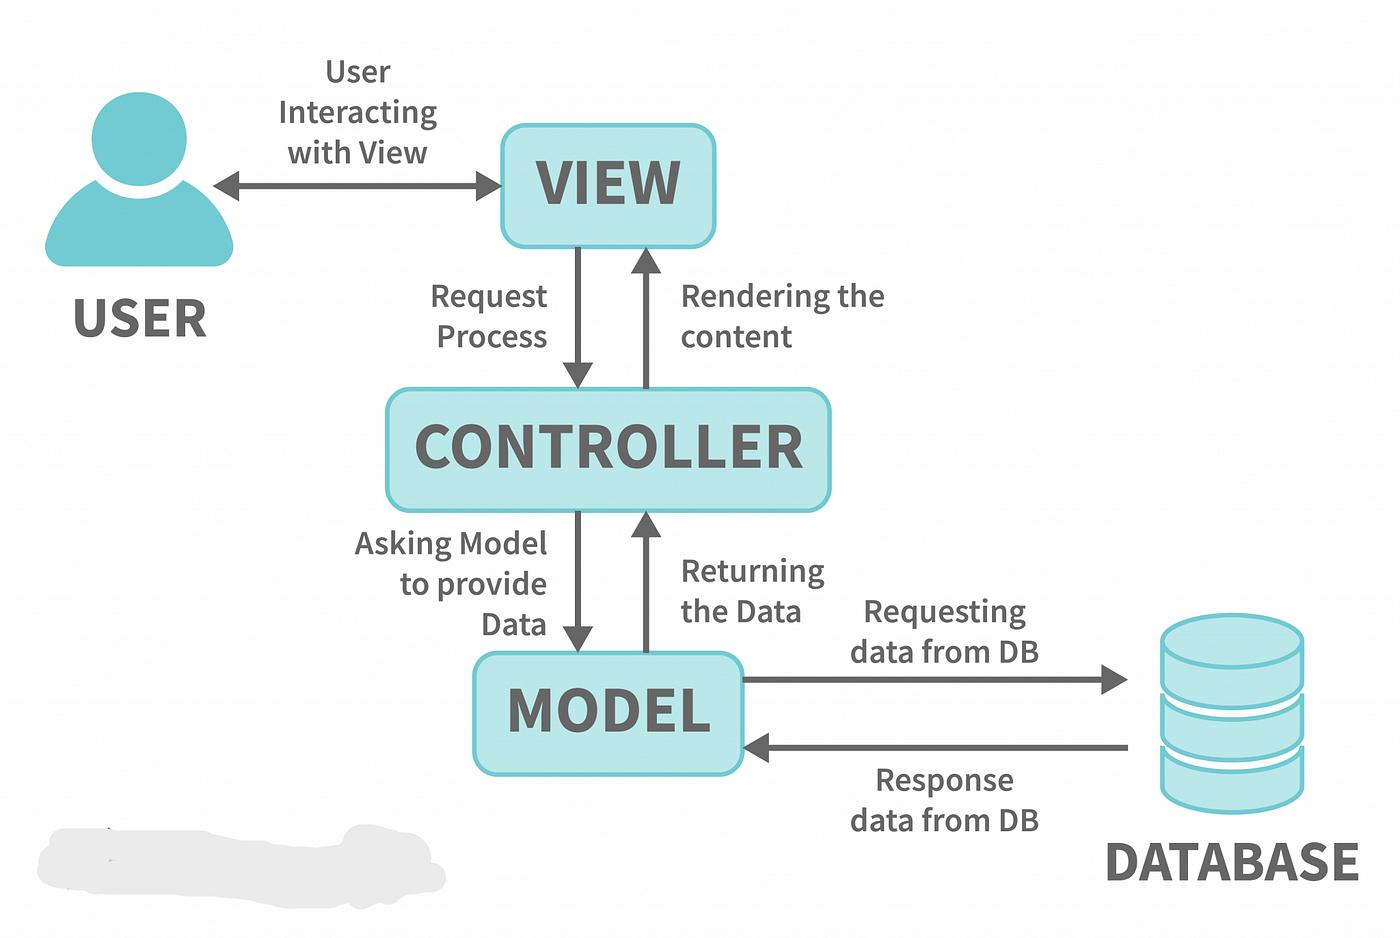 User
Interacting
with View
VIEW
USER
Request
Process
Rendering the
content
CONTROLLER
Asking Model
to provide
Data
Returning
the Data
Requesting
data from DB
MODEL
Response
data from DB
DATABASE